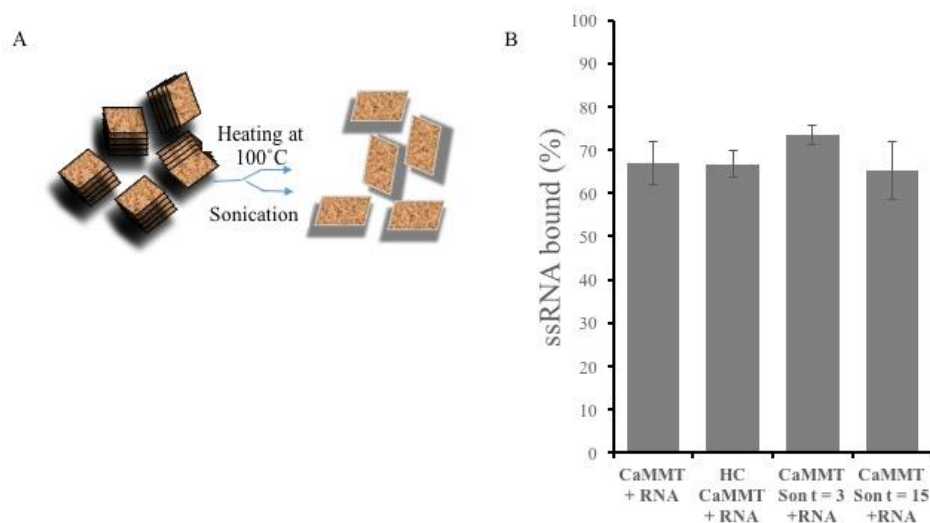 A
Heating at
100˚C
Sonication
B
ssRNA bound (%)
100
90
80
70
60
50
40
30
20
10
0
CaMMT
+ RNA
HC
CaMMT
+ RNA
CaMMT
Son t = 3
+RNA
CaMMT
Son t = 15
+RNA